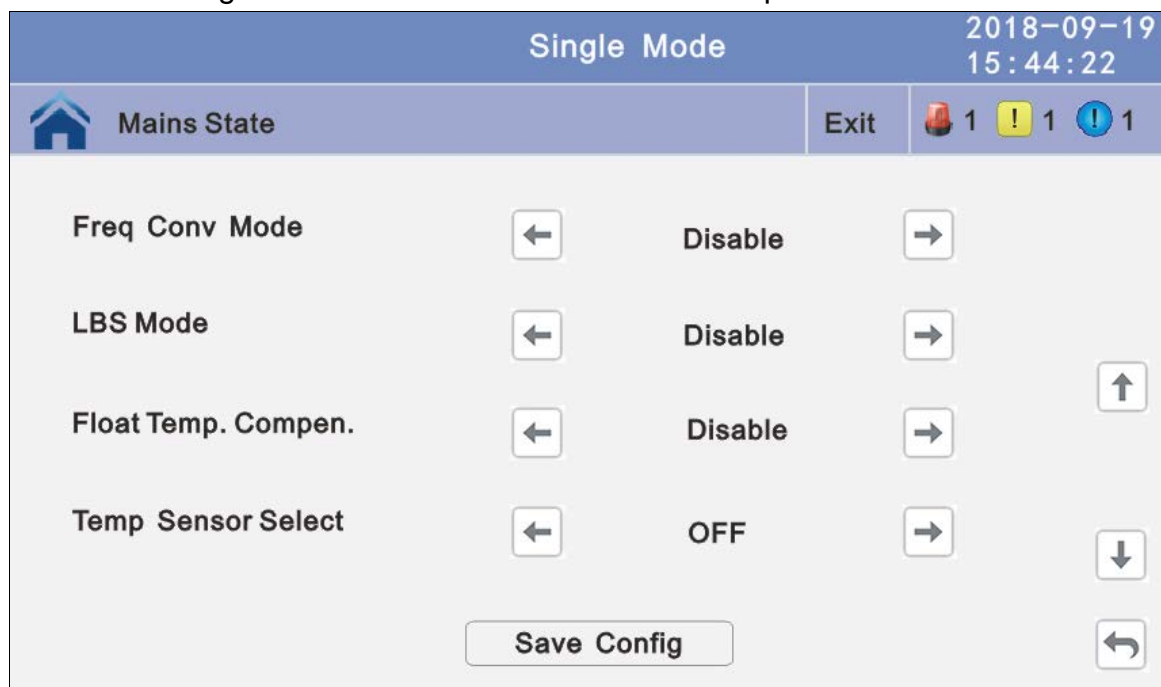 Single Mode
2018-09-19
15:44:22
Mains State
Exit
1
1
1
Freq Conv Mode
Disable
LBS Mode
Disable
Float Temp. Compen.
Disable
Temp Sensor Select
OFF
Save Config